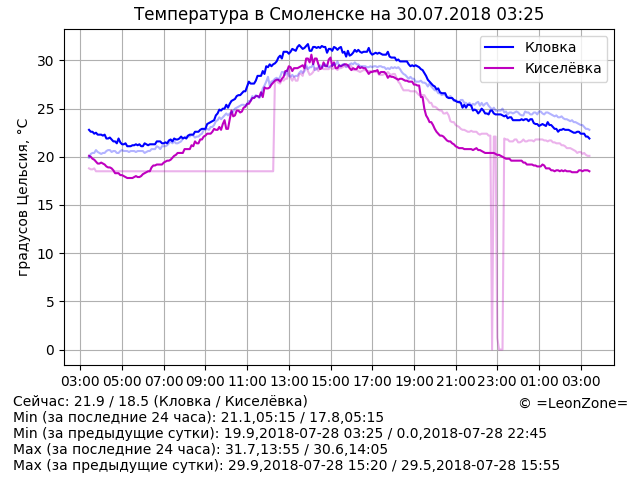 Температура в Смоленске на 30.07.2018 03:25
Кловка
Киселёвка
градусов Цельсия, °C
30
25
20
15
10
5
0
03:00 05:00 07:00 09:00 11:00 13:00 15:00 17:00 19:00 21:00 23:00 01:00 03:00
Сейчас: 21.9 / 18.5 (Кловка / Киселёвка)
© =LeonZone=
Min (за последние 24 часа): 21.1,05:15 / 17.8,05:15
Min (за предыдущие сутки): 19.9,2018-07-28 03:25 / 0.0,2018-07-28 22:45
Max (за последние 24 часа): 31.7,13:55 / 30.6,14:05
Max (за предыдущие сутки): 29.9,2018-07-28 15:20 / 29.5,2018-07-28 15:55